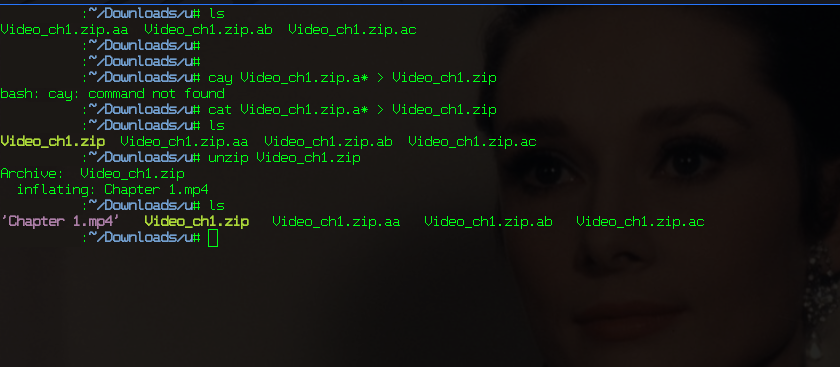 :~/Downloads/u# ls
Video_ch1.zip.aa  Video_ch1.zip.ab  Video_ch1.zip.ac
:~/Downloads/u#
:~/Downloads/u#
:~/Downloads/u# cay Video_ch1.zip.a* > Video_ch1.zip
bash: cay: command not found
:~/Downloads/u# cat Video_ch1.zip.a* > Video_ch1.zip
:~/Downloads/u# ls
Video_ch1.zip  Video_ch1.zip.aa  Video_ch1.zip.ab  Video_ch1.zip.ac
:~/Downloads/u# unzip Video_ch1.zip
Archive:  Video_ch1.zip
  inflating: Chapter 1.mp4
:~/Downloads/u# ls
'Chapter 1.mp4'   Video_ch1.zip   Video_ch1.zip.aa   Video_ch1.zip.ab   Video_ch1.zip.ac
:~/Downloads/u#